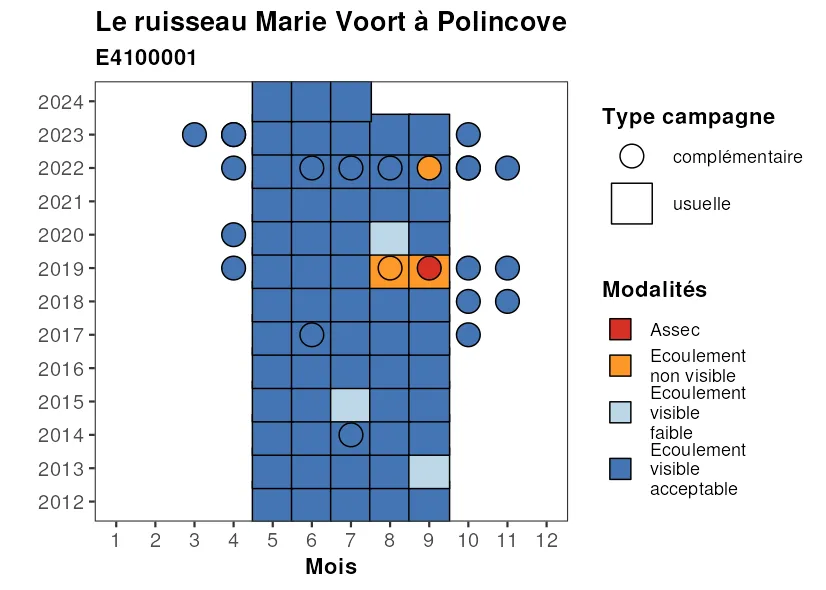 Le ruisseau Marie Voort à Polincove
E4100001
2024
2023
2022
2021
2020
2019
2018
2017
2016
2015
2014
2013
2012
1 2 3 4 5 6 7 8 9 10 11 12
Mois
Type campagne
complémentaire
usuelle
Modalités
Assec
Ecoulement
non visible
Ecoulement
visible
faible
Ecoulement
visible
acceptable